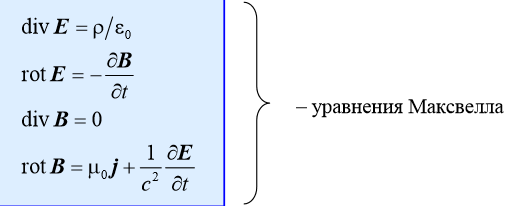 div E = ρ/ε₀
rot E = −∂B/∂t
div B = 0
rot B = μ₀j + 1/c² ∂E/∂t
– уравнения Максвелла